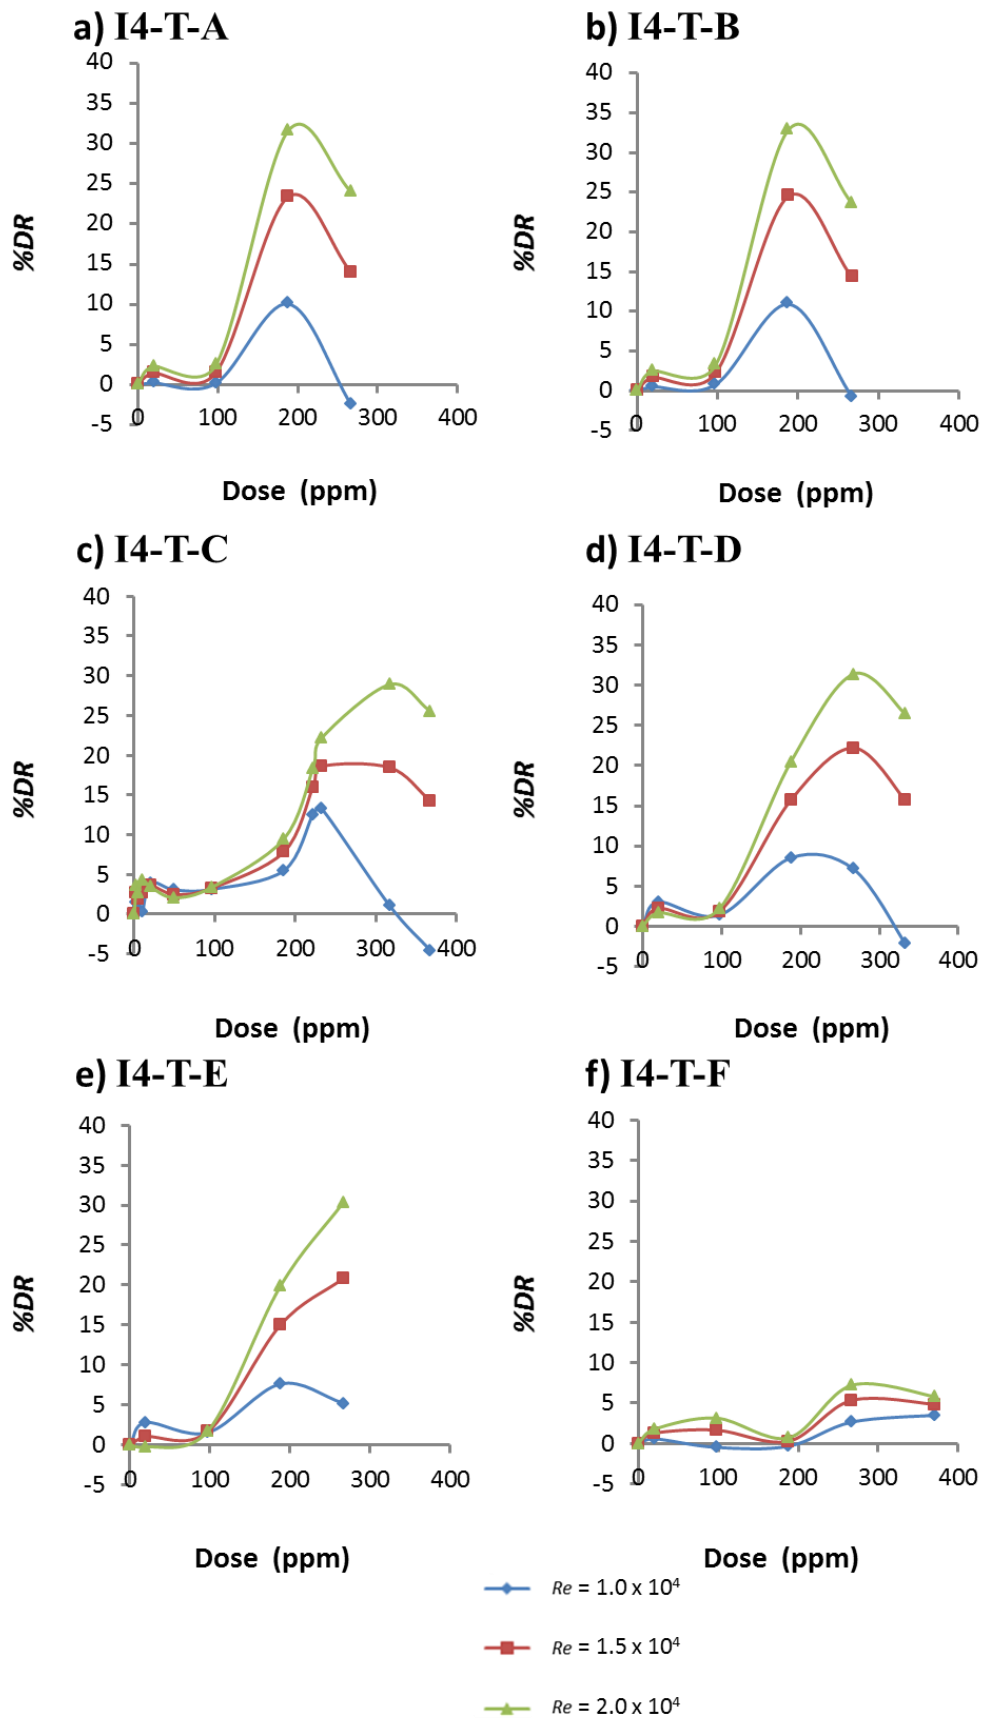 a) I4-T-A
40
35
30
25
20
15
10
5
0
-5
0 100 200 300 400
%DR
Dose (ppm)
b) I4-T-B
40
35
30
25
20
15
10
5
0
-5
0 100 200 300 400
%DR
Dose (ppm)
c) I4-T-C
40
35
30
25
20
15
10
5
0
-5
0 100 200 300 400
%DR
Dose (ppm)
d) I4-T-D
40
35
30
25
20
15
10
5
0
-5
0 100 200 300 400
%DR
Dose (ppm)
e) I4-T-E
40
35
30
25
20
15
10
5
0
-5
0 100 200 300 400
%DR
Dose (ppm)
f) I4-T-F
40
35
30
25
20
15
10
5
0
-5
0 100 200 300 400
%DR
Dose (ppm)
Re = 1.0 x 10⁴
Re = 1.5 x 10⁴
Re = 2.0 x 10⁴